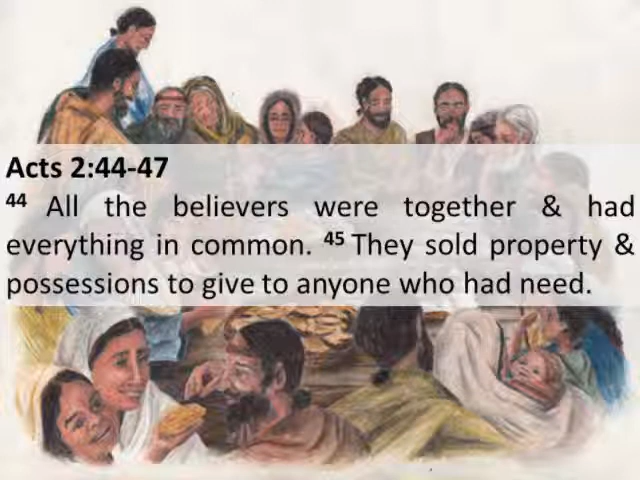 Acts 2:44-47
44 All the believers were together & had
everything in common. 45 They sold property &
possessions to give to anyone who had need.